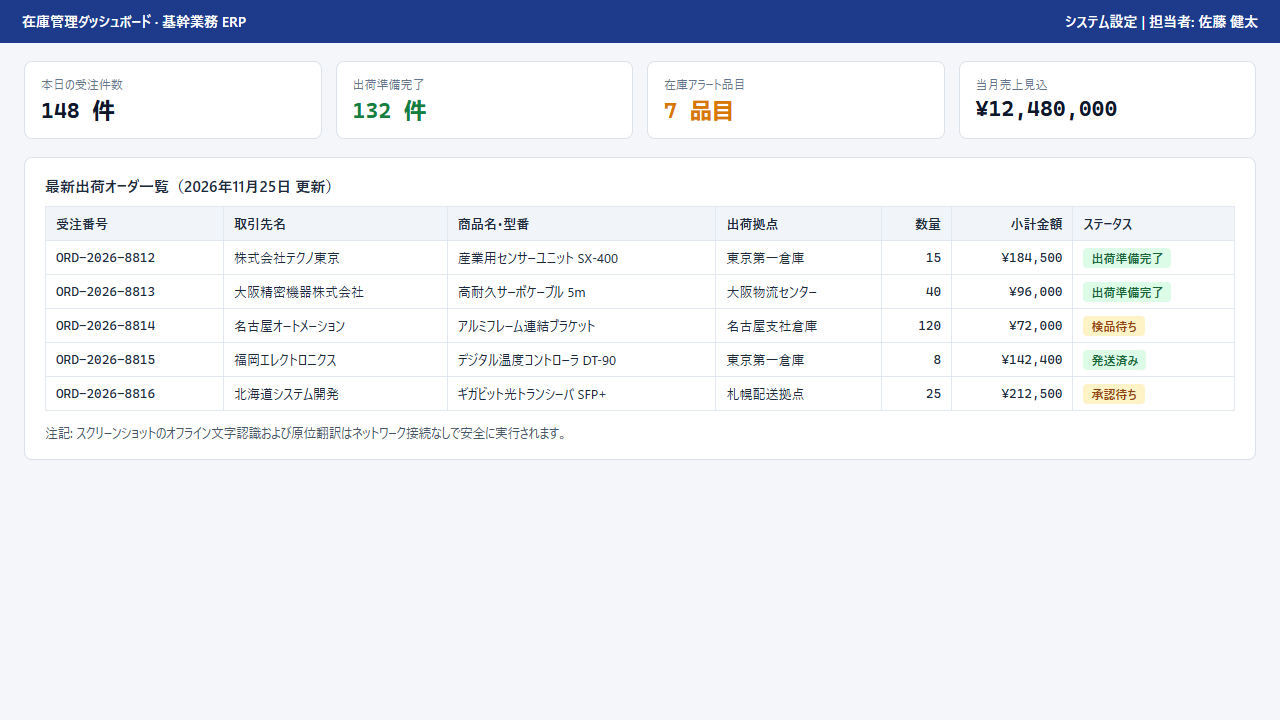 在庫管理ダッシュボード - 基幹業務 ERP
システム設定 | 担当者: 佐藤 健太
本日の受注件数
148 件
出荷準備完了
132 件
在庫アラート品目
7 品目
当月売上見込
¥12,480,000
最新出荷オーダー一覧（2026年11月25日 更新）
受注番号 取引先名 商品名・型番 出荷拠点 数量 小計金額 ステータス
ORD-2026-8812 株式会社テクノ東京 産業用センサーユニット SX-400 東京第一倉庫 15 ¥184,500 出荷準備完了
ORD-2026-8813 大阪精密機器株式会社 高耐久サーボケーブル 5m 大阪物流センター 40 ¥96,000 出荷準備完了
ORD-2026-8814 名古屋オートメーション アルミフレーム連結ブラケット 名古屋支社倉庫 120 ¥72,000 検品待ち
ORD-2026-8815 福岡エレクトロニクス デジタル温度コントローラ DT-90 東京第一倉庫 8 ¥142,400 発送済み
ORD-2026-8816 北海道システム開発 ギガビット光トランシーバ SFP+ 札幌配送拠点 25 ¥212,500 承認待ち
注記: スクリーンショットのオフライン文字認識および原位翻訳はネットワーク接続なしで安全に実行されます。